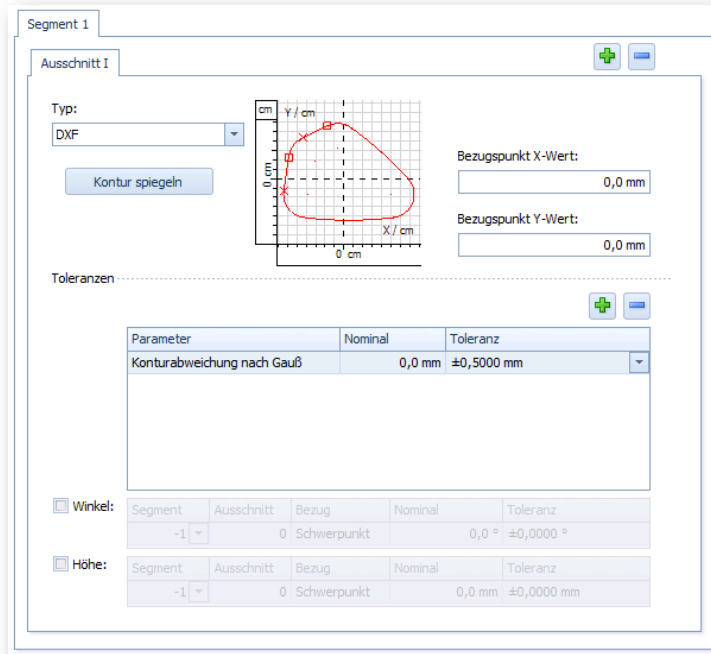 Segment 1
Ausschnitt I
Typ:
DXF
Kontur spiegeln
cm
Y / cm
0 cm
X / cm
0 cm
Bezugspunkt X-Wert:
0,0 mm
Bezugspunkt Y-Wert:
0,0 mm
Toleranzen
Parameter Nominal Toleranz
Konturabweichung nach Gauß 0,0 mm ±0,5000 mm
Winkel: Segment Ausschnitt Bezug Nominal Toleranz
-1 0 Schwerpunkt 0,0 ° ±0,0000 °
Höhe: Segment Ausschnitt Bezug Nominal Toleranz
-1 0 Schwerpunkt 0,0 mm ±0,0000 mm